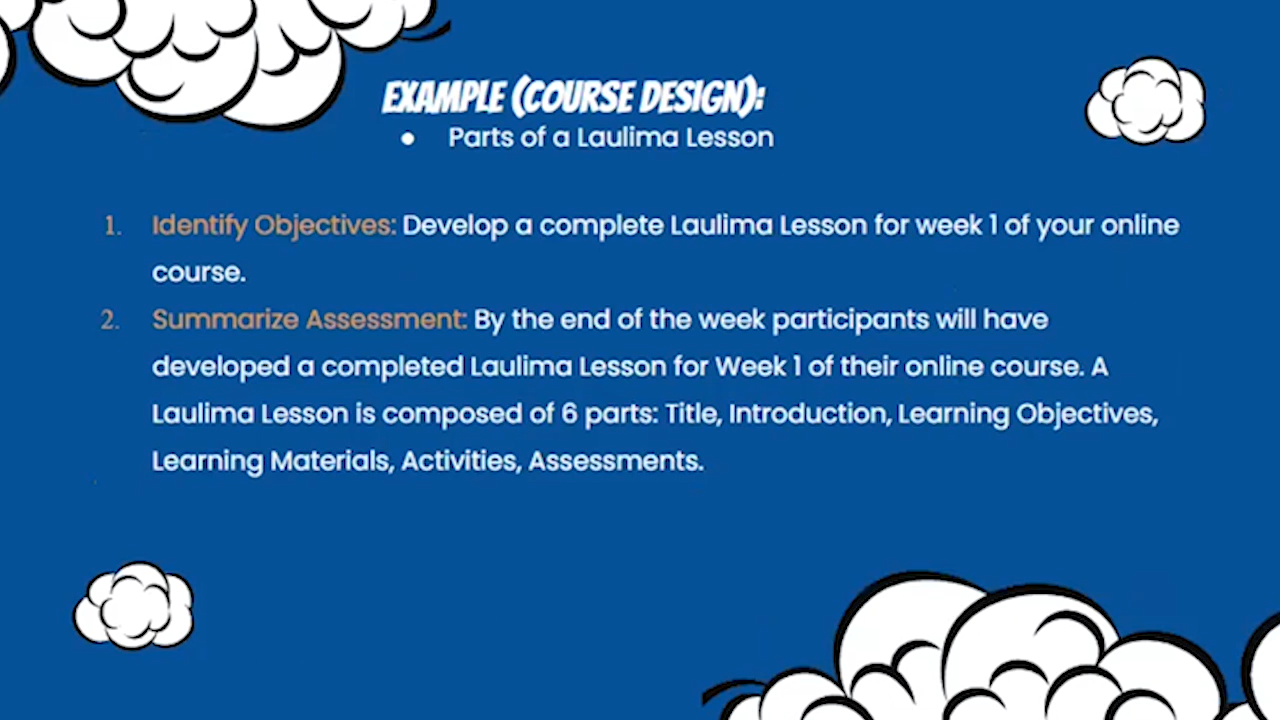 EXAMPLE (COURSE DESIGN):
● Parts of a Laulima Lesson
1. Identify Objectives: Develop a complete Laulima Lesson for week 1 of your online
course.
2. Summarize Assessment: By the end of the week participants will have
developed a completed Laulima Lesson for Week 1 of their online course. A
Laulima Lesson is composed of 6 parts: Title, Introduction, Learning Objectives,
Learning Materials, Activities, Assessments.